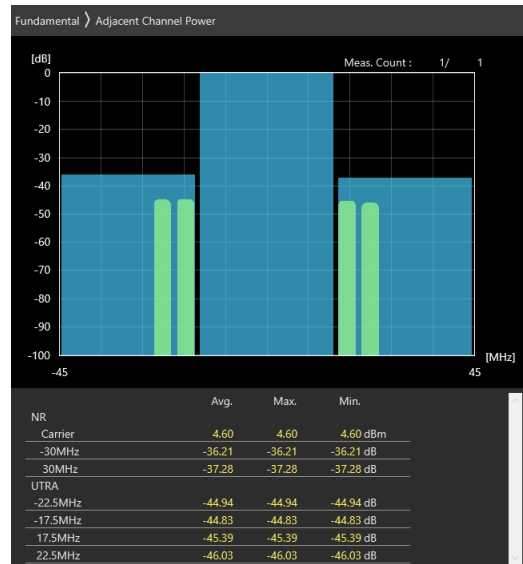 Fundamental 〉 Adjacent Channel Power
[dB]
Meas. Count : 1/ 1
0
-10
-20
-30
-40
-50
-60
-70
-80
-90
-100
[MHz]
-45 45
Avg. Max. Min.
NR
Carrier 4.60 4.60 4.60 dBm
-30MHz -36.21 -36.21 -36.21 dB
30MHz -37.28 -37.28 -37.28 dB
UTRA
-22.5MHz -44.94 -44.94 -44.94 dB
-17.5MHz -44.83 -44.83 -44.83 dB
17.5MHz -45.39 -45.39 -45.39 dB
22.5MHz -46.03 -46.03 -46.03 dB